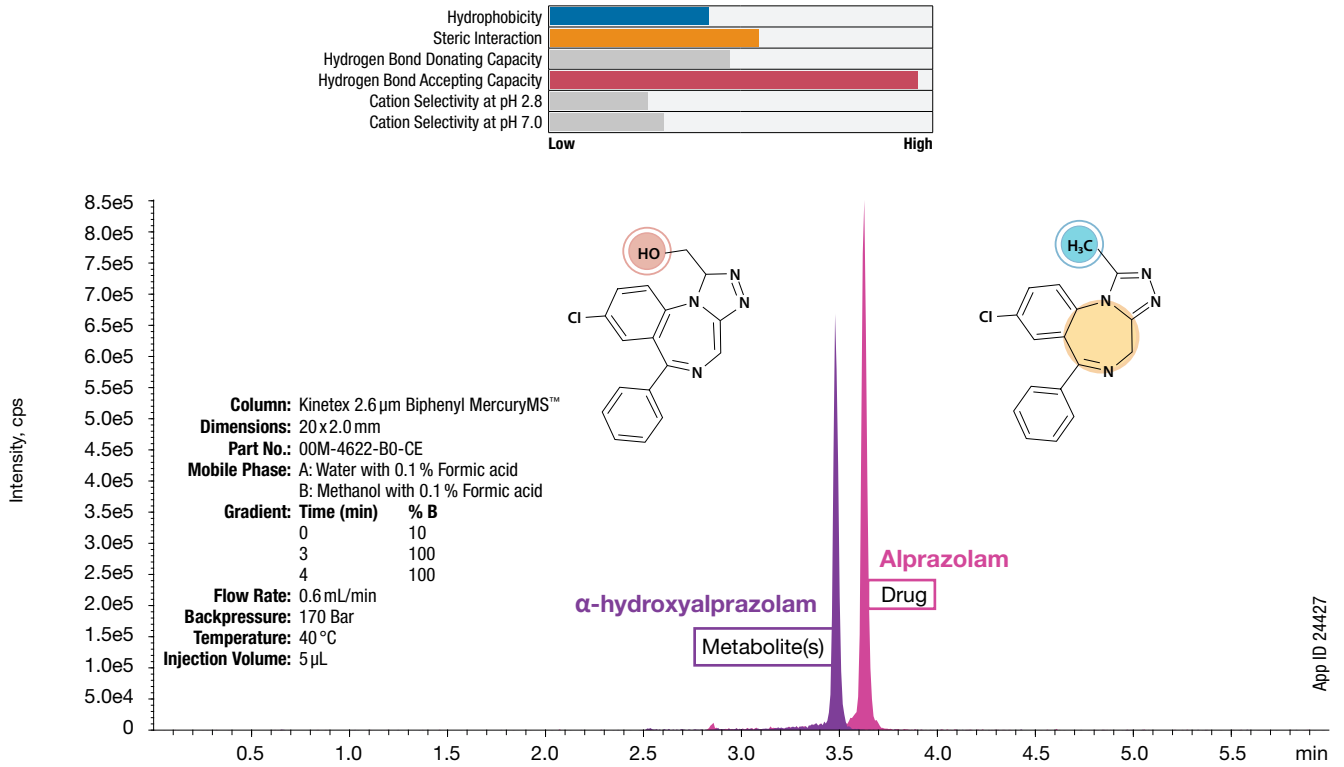 Hydrophobicity
Steric Interaction
Hydrogen Bond Donating Capacity
Hydrogen Bond Accepting Capacity
Cation Selectivity at pH 2.8
Cation Selectivity at pH 7.0
Low High
Intensity, cps
8.5e5
8.0e5
7.5e5
7.0e5
6.5e5
6.0e5
5.5e5
5.0e5
4.5e5
4.0e5
3.5e5
3.0e5
2.5e5
2.0e5
1.5e5
1.0e5
5.0e4
0
HO
N
N
N
Cl
N
H₃C
N
N
N
Cl
N
Column: Kinetex 2.6 µm Biphenyl MercuryMS™
Dimensions: 20 x 2.0 mm
Part No.: 00M-4622-B0-CE
Mobile Phase: A: Water with 0.1 % Formic acid
B: Methanol with 0.1 % Formic acid
Gradient: Time (min) % B
0 10
3 100
4 100
Flow Rate: 0.6 mL/min
Backpressure: 170 Bar
Temperature: 40 °C
Injection Volume: 5 µL
α-hydroxyalprazolam
Metabolite(s)
Alprazolam
Drug
App ID 24427
0.5 1.0 1.5 2.0 2.5 3.0 3.5 4.0 4.5 5.0 5.5 min